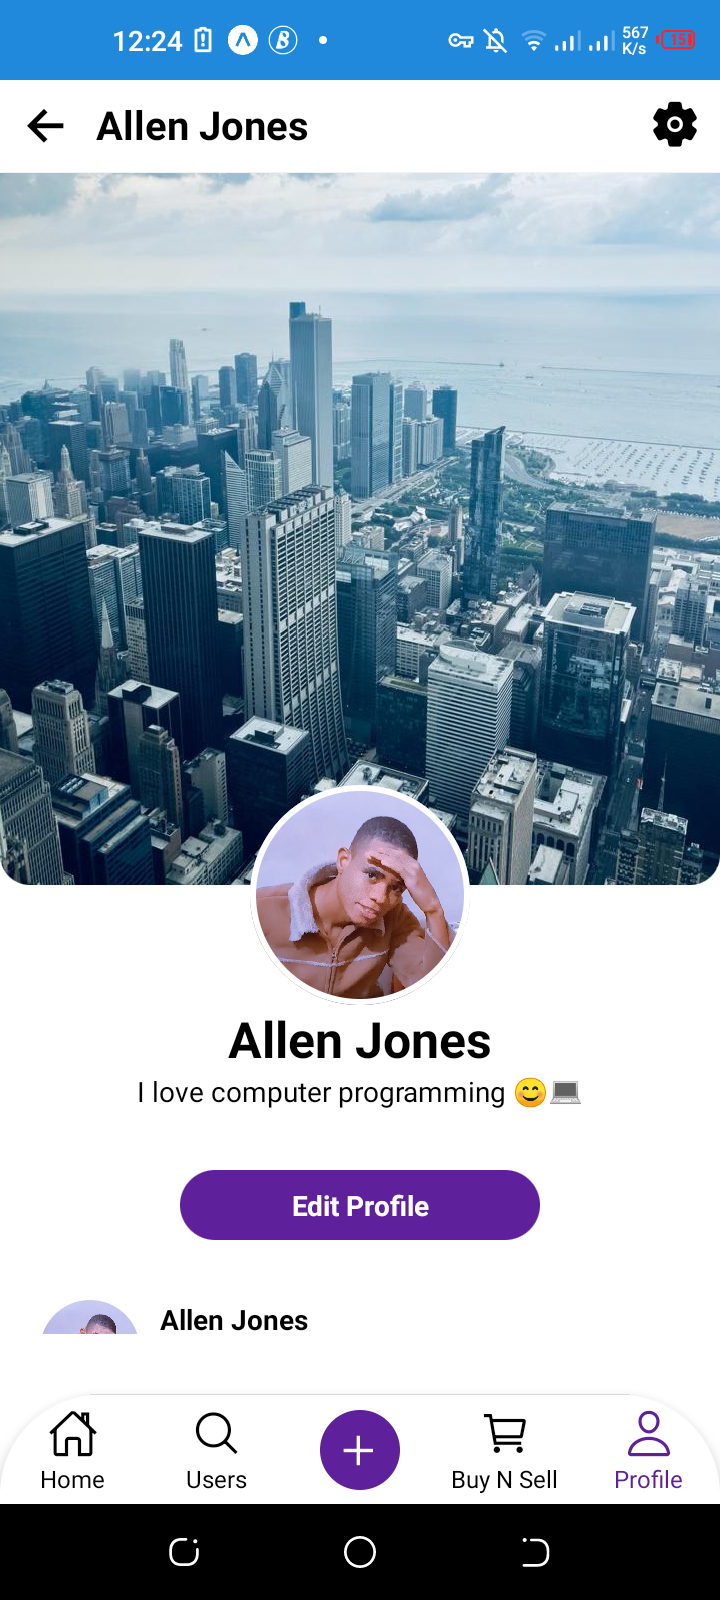 12:24 567 K/s 15
Allen Jones
Allen Jones
I love computer programming 😊💻
Edit Profile
Allen Jones
Home Users Buy N Sell Profile